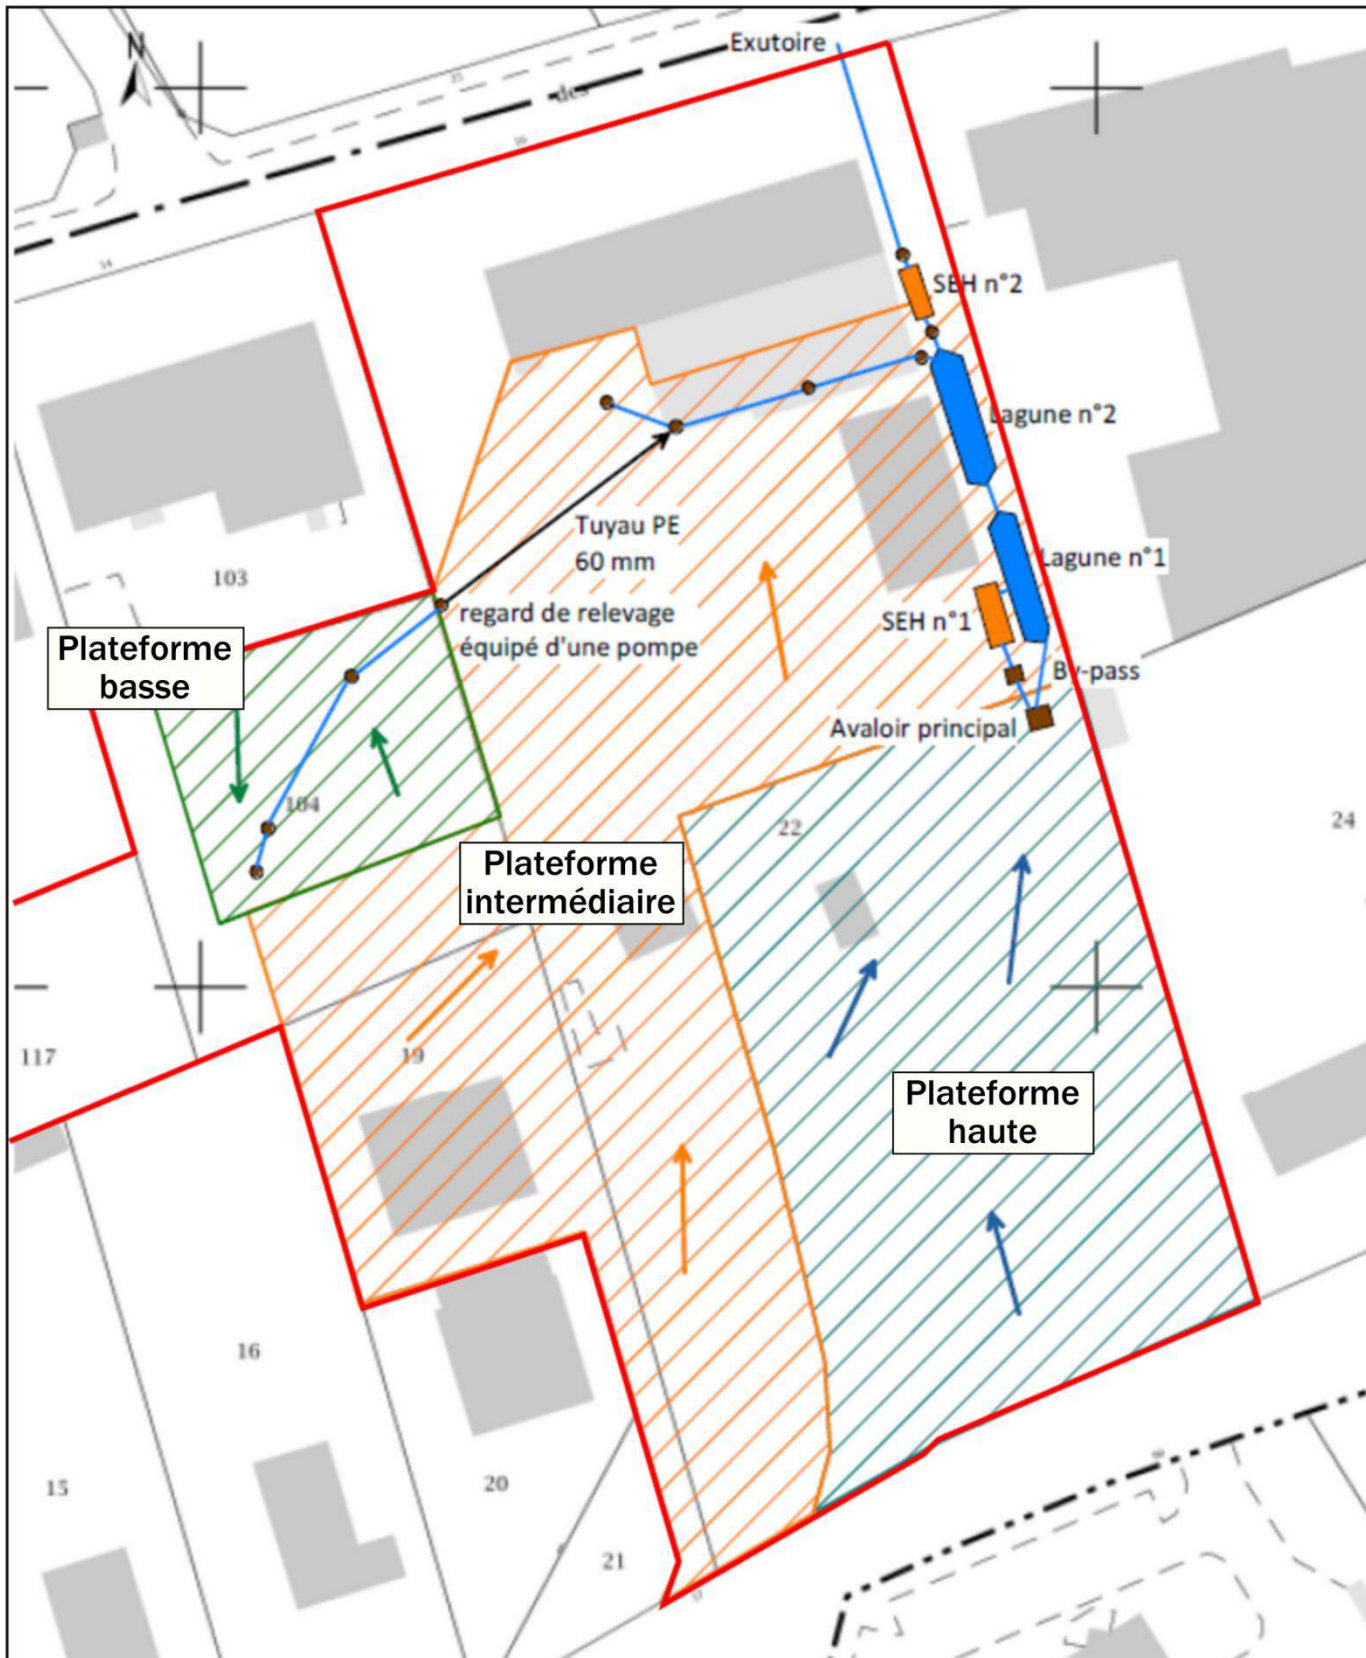 Exutoire
N
des
SEH n°2
Lagune n°2
Tuyau PE
60 mm
Lagune n°1
103
regard de relevage
équipé d'une pompe
SEH n°1
Plateforme
basse
By-pass
Avaloir principal
104
22
24
Plateforme
intermédiaire
117
19
Plateforme
haute
16
15
20
21